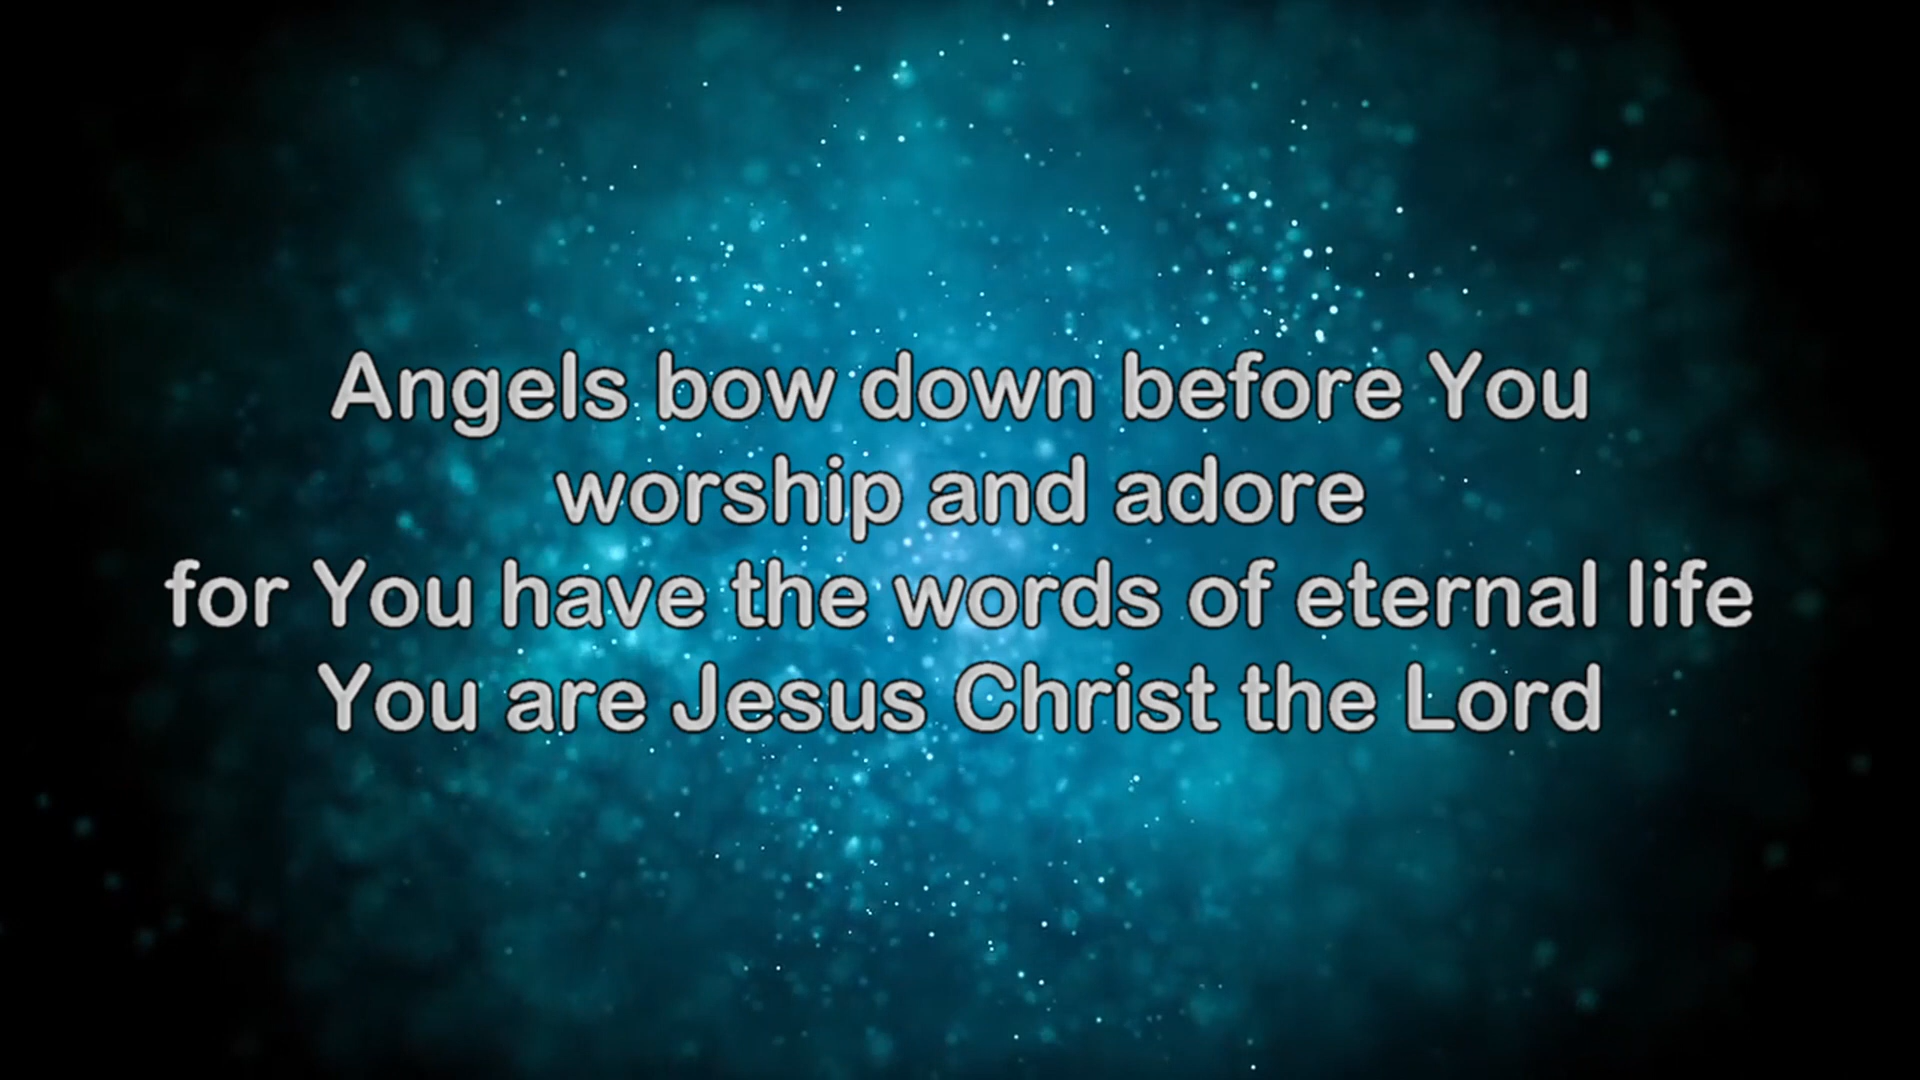 Angels bow down before You
worship and adore
for You have the words of eternal life
You are Jesus Christ the Lord